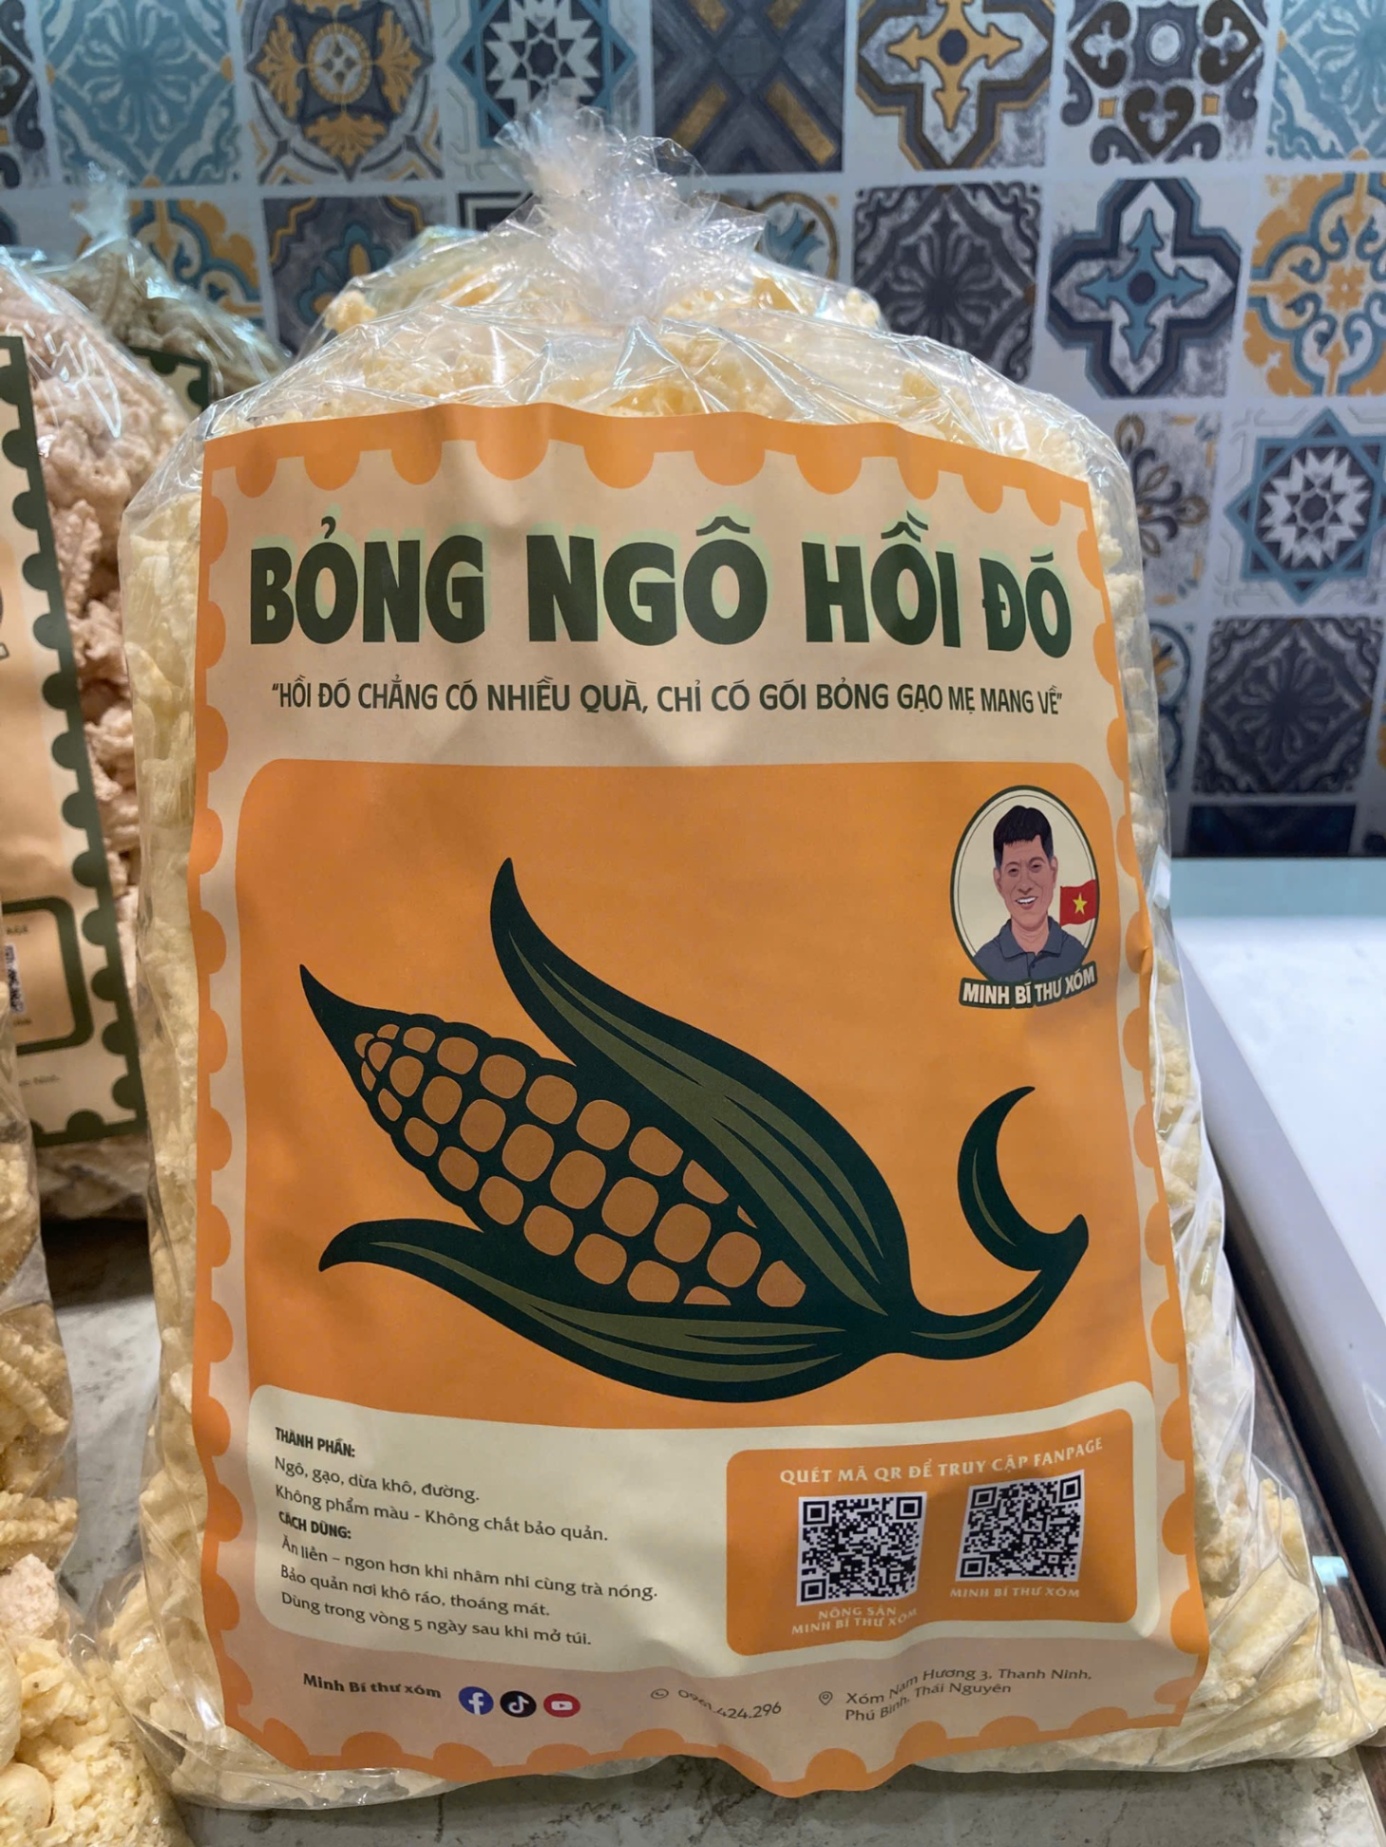 BỎNG NGÔ HỒI ĐÓ
"HỒI ĐÓ CHẲNG CÓ NHIỀU QUÀ, CHỈ CÓ GÓI BỎNG GẠO MẸ MANG VỀ"
MINH BÍ THƯ XÓM
THÀNH PHẦN:
Ngô, gạo, dừa khô, đường.
Không phẩm màu - Không chất bảo quản.
CÁCH DÙNG:
Ăn liền – ngon hơn khi nhâm nhi cùng trà nóng.
Bảo quản nơi khô ráo, thoáng mát.
Dùng trong vòng 5 ngày sau khi mở túi.
QUÉT MÃ QR ĐỂ TRUY CẬP FANPAGE
NÔNG SẢN
MINH BÍ THƯ XÓM
MINH BÍ THƯ XÓM
Minh Bí thư xóm
Xóm Nam Hương 3, Thanh Ninh,
Phú Bình, Thái Nguyên